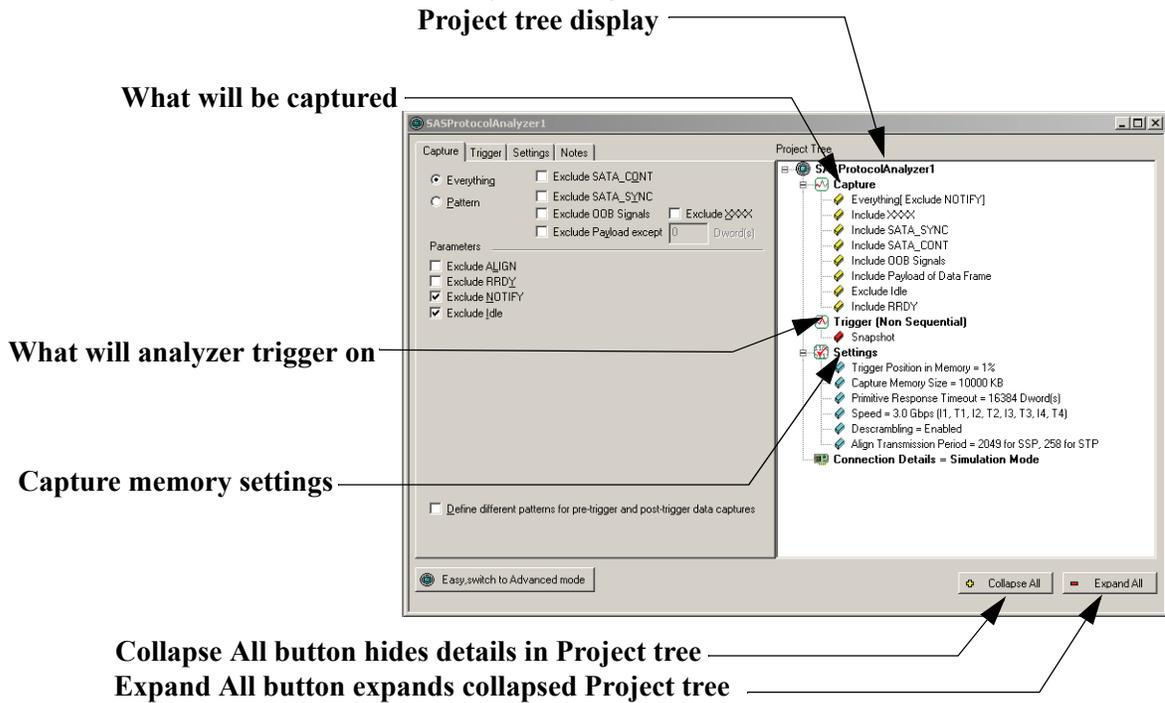 Project tree display
What will be captured
SASProtocolAnalyzer1
Capture Trigger Settings Notes
Everything
Pattern
Exclude SATA_CONT
Exclude SATA_SYNC
Exclude OOB Signals Exclude XXXX
Exclude Payload except 0 Dword(s)
Parameters
Exclude ALIGN
Exclude RRDY
Exclude NOTIFY
Exclude Idle
Define different patterns for pre-trigger and post-trigger data captures
Easy,switch to Advanced mode
Project Tree
SASProtocolAnalyzer1
Capture
Everything[ Exclude NOTIFY]
Include XXXX
Include SATA_SYNC
Include SATA_CONT
Include OOB Signals
Include Payload of Data Frame
Exclude Idle
Include RRDY
Trigger (Non Sequential)
Snapshot
Settings
Trigger Position in Memory = 1%
Capture Memory Size = 10000 KB
Primitive Response Timeout = 16384 Dword(s)
Speed = 3.0 Gbps (I1, T1, I2, T2, I3, T3, I4, T4)
Descrambling = Enabled
Align Transmission Period = 2049 for SSP, 258 for STP
Connection Details = Simulation Mode
Collapse All Expand All
What will analyzer trigger on
Capture memory settings
Collapse All button hides details in Project tree
Expand All button expands collapsed Project tree